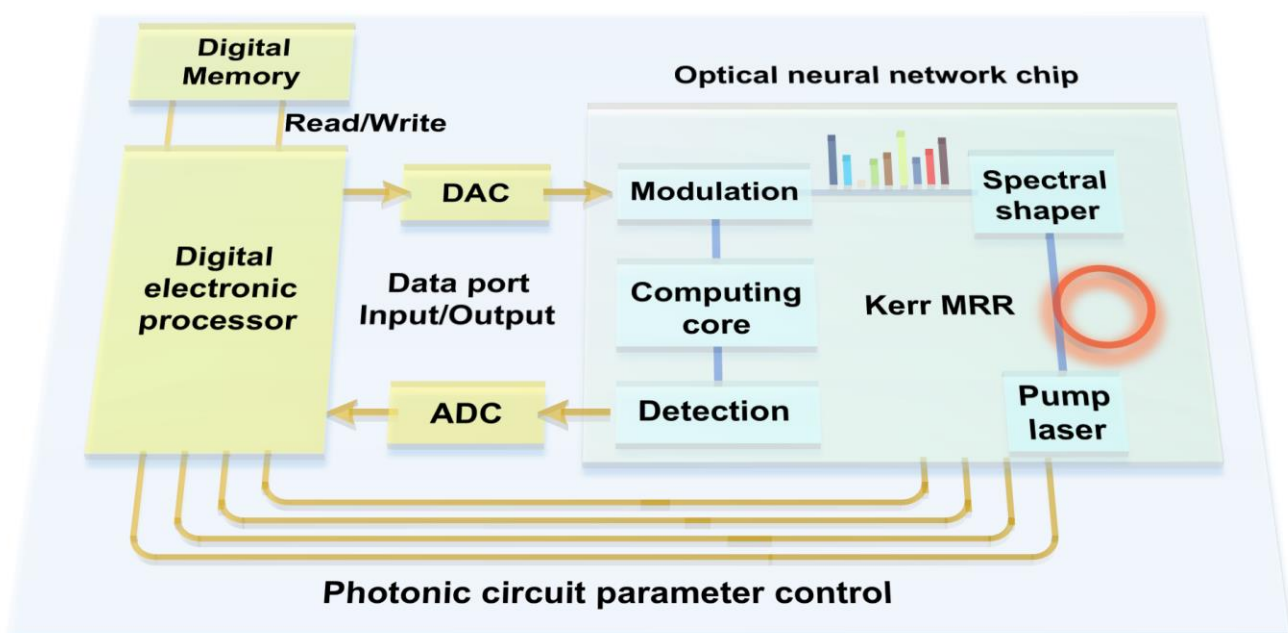 Digital
Memory
Read/Write
Optical neural network chip
DAC
Modulation
Spectral
shaper
Digital
electronic
processor
Data port
Input/Output
Computing
core
Kerr MRR
ADC
Detection
Pump
laser
Photonic circuit parameter control